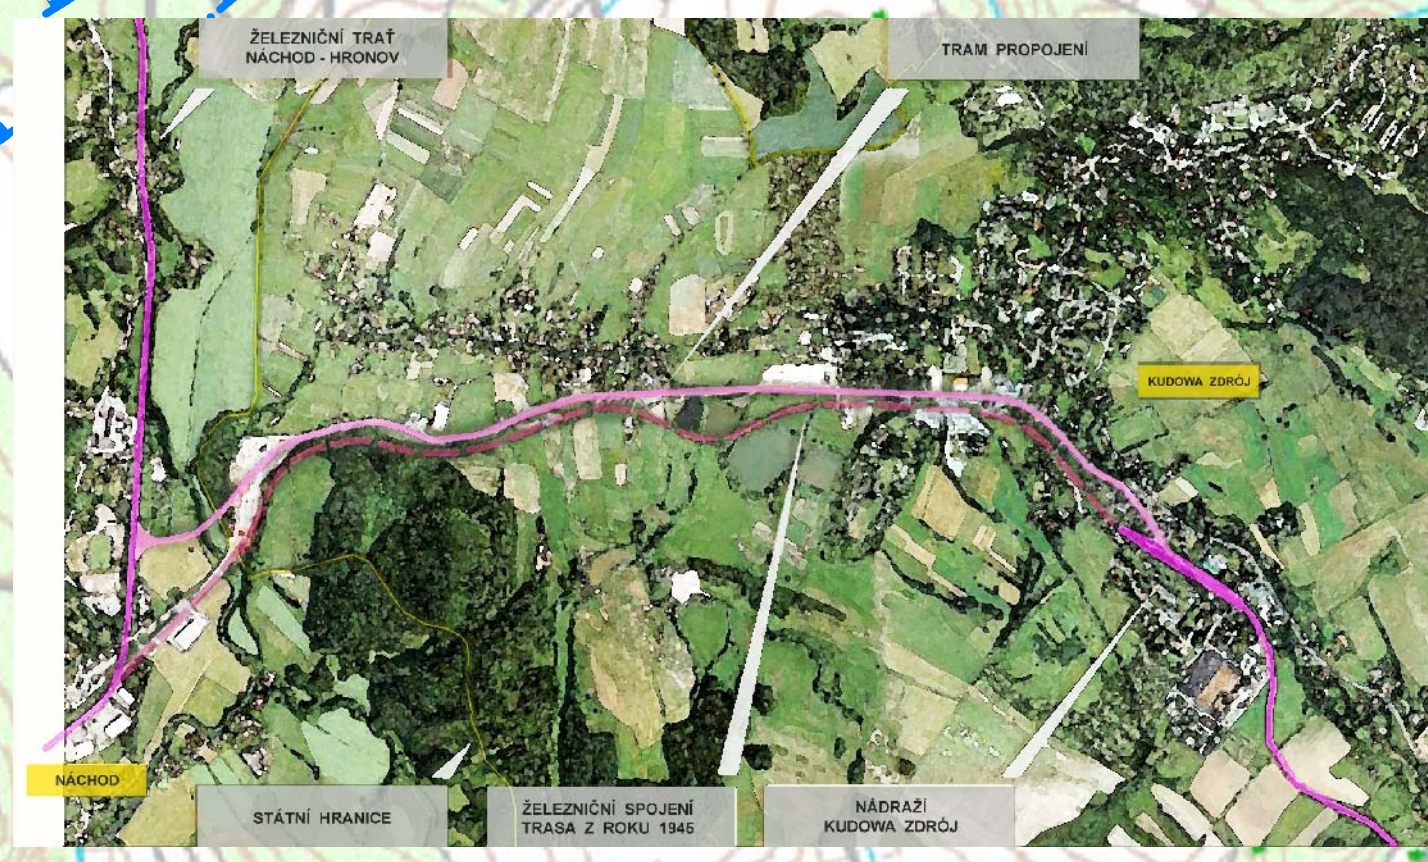 ŽELEZNIČNÍ TRAŤ
NÁCHOD - HRONOV
TRAM PROPOJENÍ
KUDOWA ZDRÓJ
NÁCHOD
STÁTNÍ HRANICE
ŽELEZNIČNÍ SPOJENÍ
TRASA Z ROKU 1945
NÁDRAŽÍ
KUDOWA ZDRÓJ